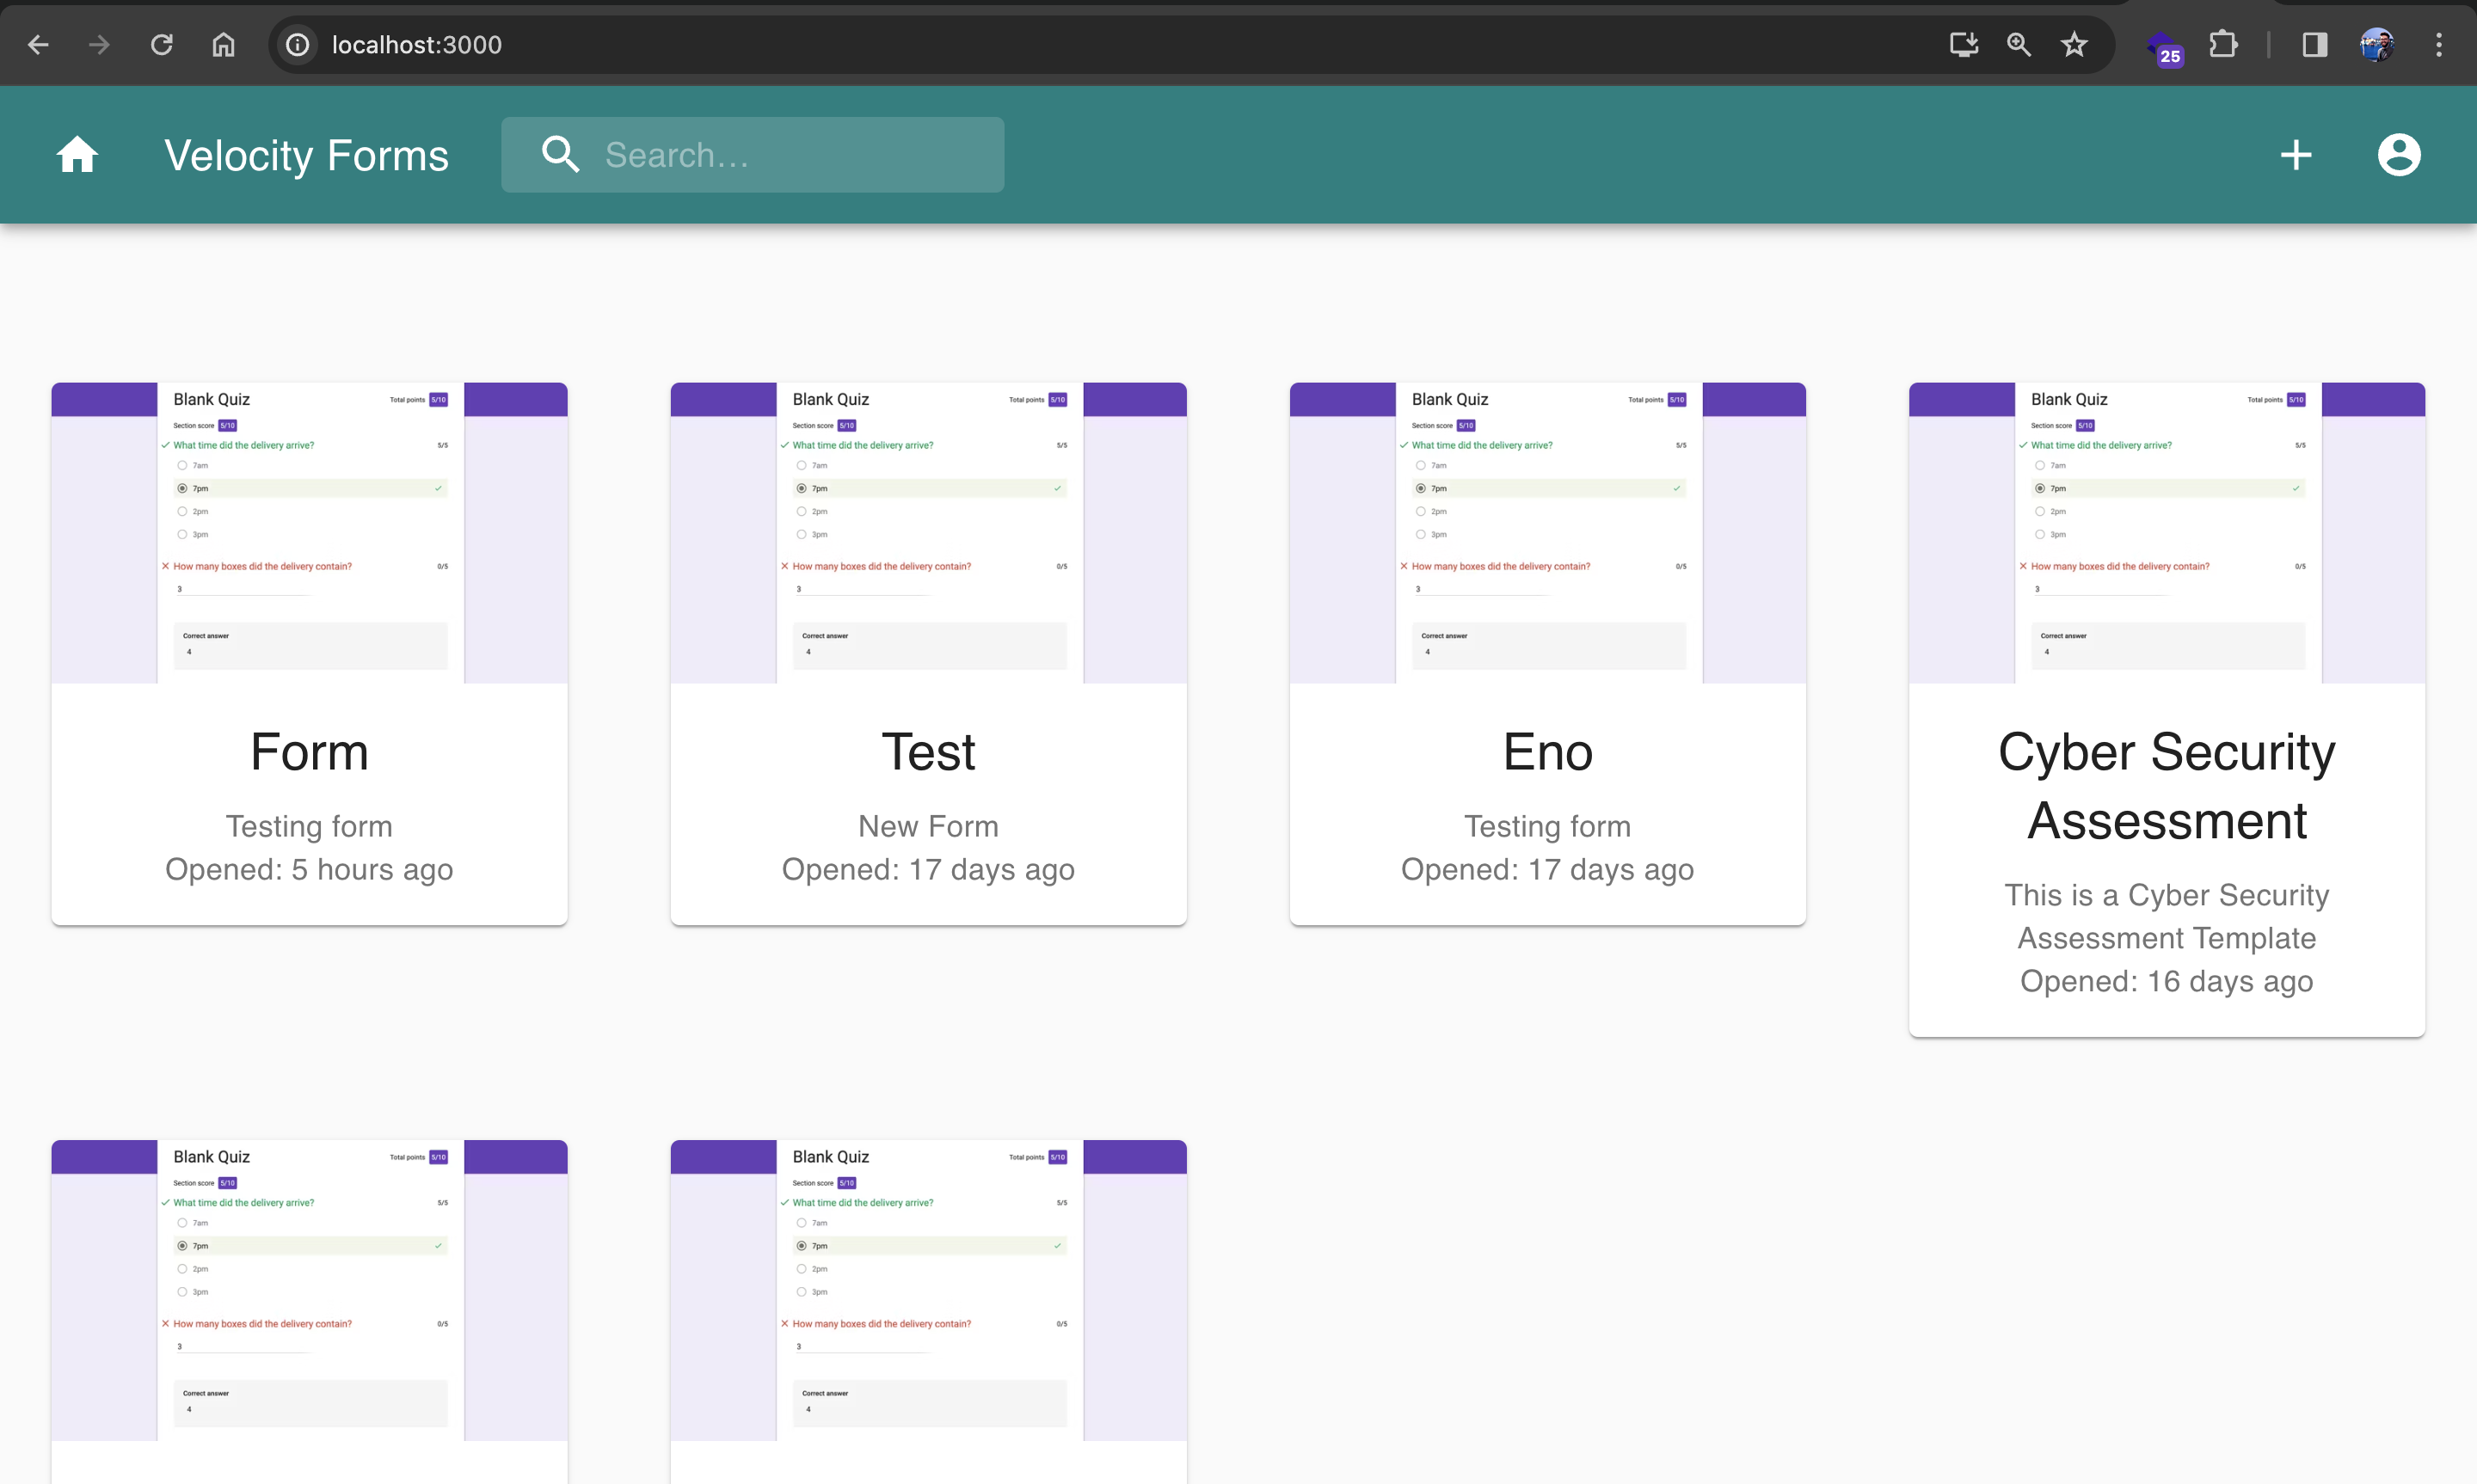 localhost:3000
25
Velocity Forms
Search...
Blank Quiz
Total points 5/10
Section score 5/10
What time did the delivery arrive? 5/5
7am
7pm
2pm
3pm
How many boxes did the delivery contain? 0/5
3
Correct answer
4
Form
Testing form
Opened: 5 hours ago
Blank Quiz
Total points 5/10
Section score 5/10
What time did the delivery arrive? 5/5
7am
7pm
2pm
3pm
How many boxes did the delivery contain? 0/5
3
Correct answer
4
Test
New Form
Opened: 17 days ago
Blank Quiz
Total points 5/10
Section score 5/10
What time did the delivery arrive? 5/5
7am
7pm
2pm
3pm
How many boxes did the delivery contain? 0/5
3
Correct answer
4
Eno
Testing form
Opened: 17 days ago
Blank Quiz
Total points 5/10
Section score 5/10
What time did the delivery arrive? 5/5
7am
7pm
2pm
3pm
How many boxes did the delivery contain? 0/5
3
Correct answer
4
Cyber Security
Assessment
This is a Cyber Security
Assessment Template
Opened: 16 days ago
Blank Quiz
Total points 5/10
Section score 5/10
What time did the delivery arrive? 5/5
7am
7pm
2pm
3pm
How many boxes did the delivery contain? 0/5
3
Correct answer
4
Blank Quiz
Total points 5/10
Section score 5/10
What time did the delivery arrive? 5/5
7am
7pm
2pm
3pm
How many boxes did the delivery contain? 0/5
3
Correct answer
4